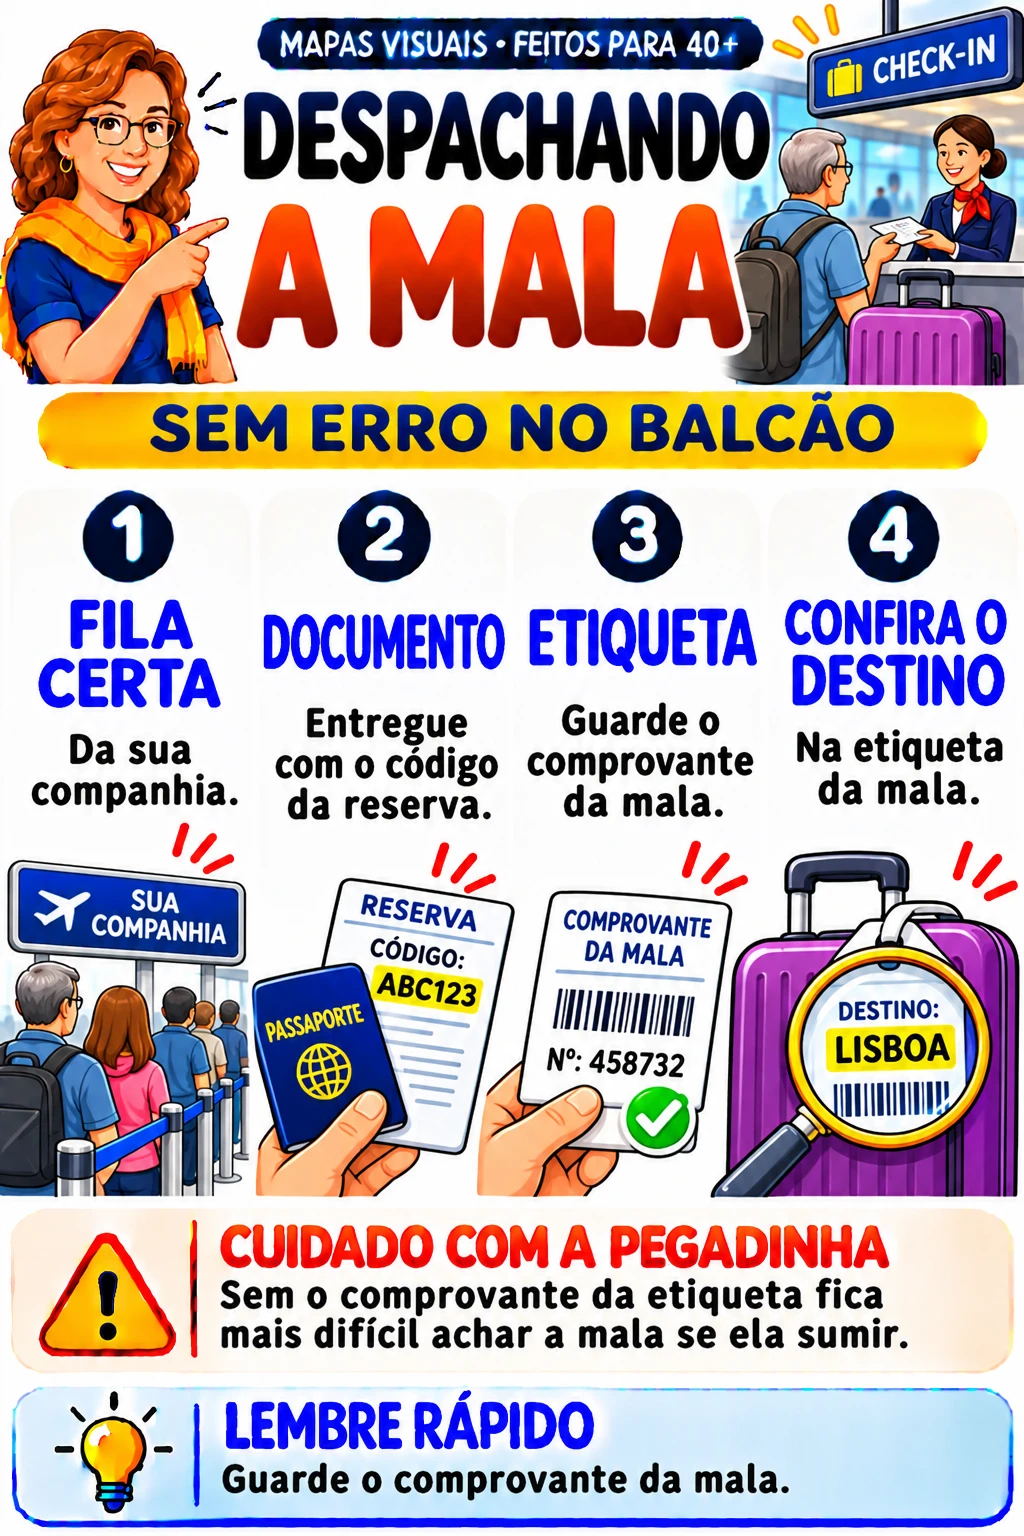 MAPAS VISUAIS • FEITOS PARA 40+
CHECK-IN
DESPACHANDO
A MALA
SEM ERRO NO BALCÃO
1
FILA
CERTA
Da sua
companhia.
SUA
COMPANHIA
2
DOCUMENTO
Entregue
com o código
da reserva.
RESERVA
CÓDIGO:
ABC123
PASSAPORTE
3
ETIQUETA
Guarde o
comprovante
da mala.
COMPROVANTE
DA MALA
Nº: 458732
4
CONFIRA O
DESTINO
Na etiqueta
da mala.
DESTINO:
LISBOA
CUIDADO COM A PEGADINHA
Sem o comprovante da etiqueta fica
mais difícil achar a mala se ela sumir.
LEMBRE RÁPIDO
Guarde o comprovante da mala.